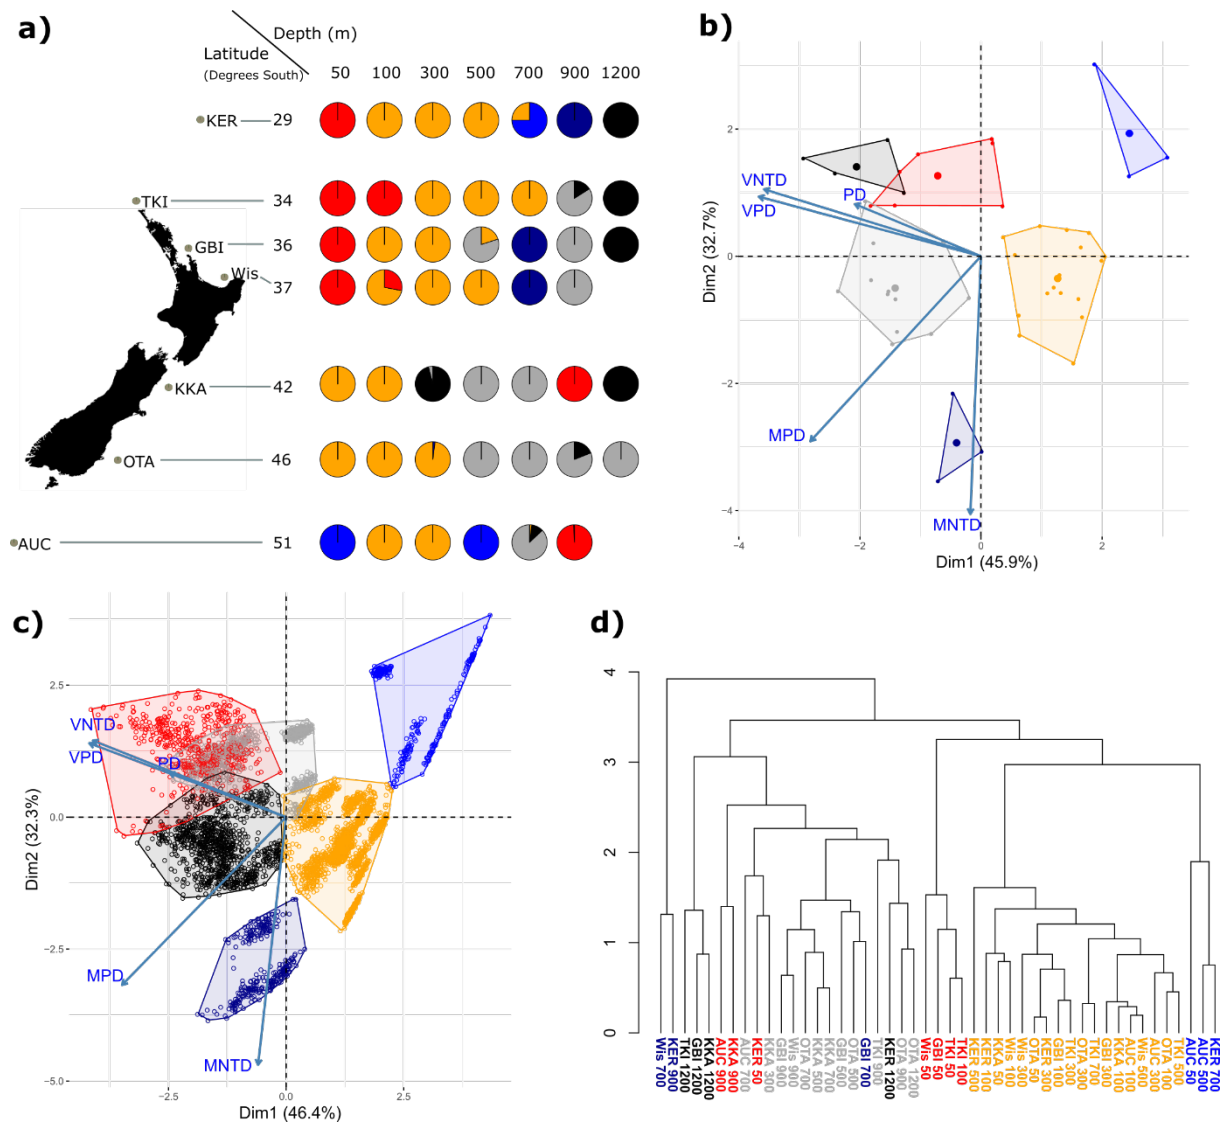 a)
Depth (m)
Latitude
(Degrees South)
50 100 300 500 700 900 1200
KER 29
TKI 34
GBI 36
Wis 37
KKA 42
OTA 46
AUC 51
b)
2
0
−2
−4
Dim2 (32.7%)
VNTD
VPD
PD
MPD
MNTD
−4 −2 0 2
Dim1 (45.9%)
c)
2.5
0.0
−2.5
−5.0
Dim2 (32.3%)
VNTD
VPD
PD
MPD
MNTD
−2.5 0.0 2.5
Dim1 (46.4%)
d)
4
3
2
1
0
Wis 700
KER 900
TKI 1200
GBI 1200
KKA 1200
AUC 900
KKA 900
AUC 700
KER 50
KKA 300
GBI 900
Wis 900
OTA 700
KKA 500
KKA 700
GBI 500
OTA 500
GBI 700
TKI 900
KER 1200
OTA 900
OTA 1200
Wis 50
GBI 50
TKI 50
TKI 100
KER 500
KER 100
KKA 50
Wis 100
Wis 300
OTA 50
KER 300
GBI 100
TKI 300
OTA 300
TKI 700
GBI 300
KKA 100
AUC 100
Wis 500
AUC 300
OTA 100
TKI 500
AUC 50
AUC 500
KER 700